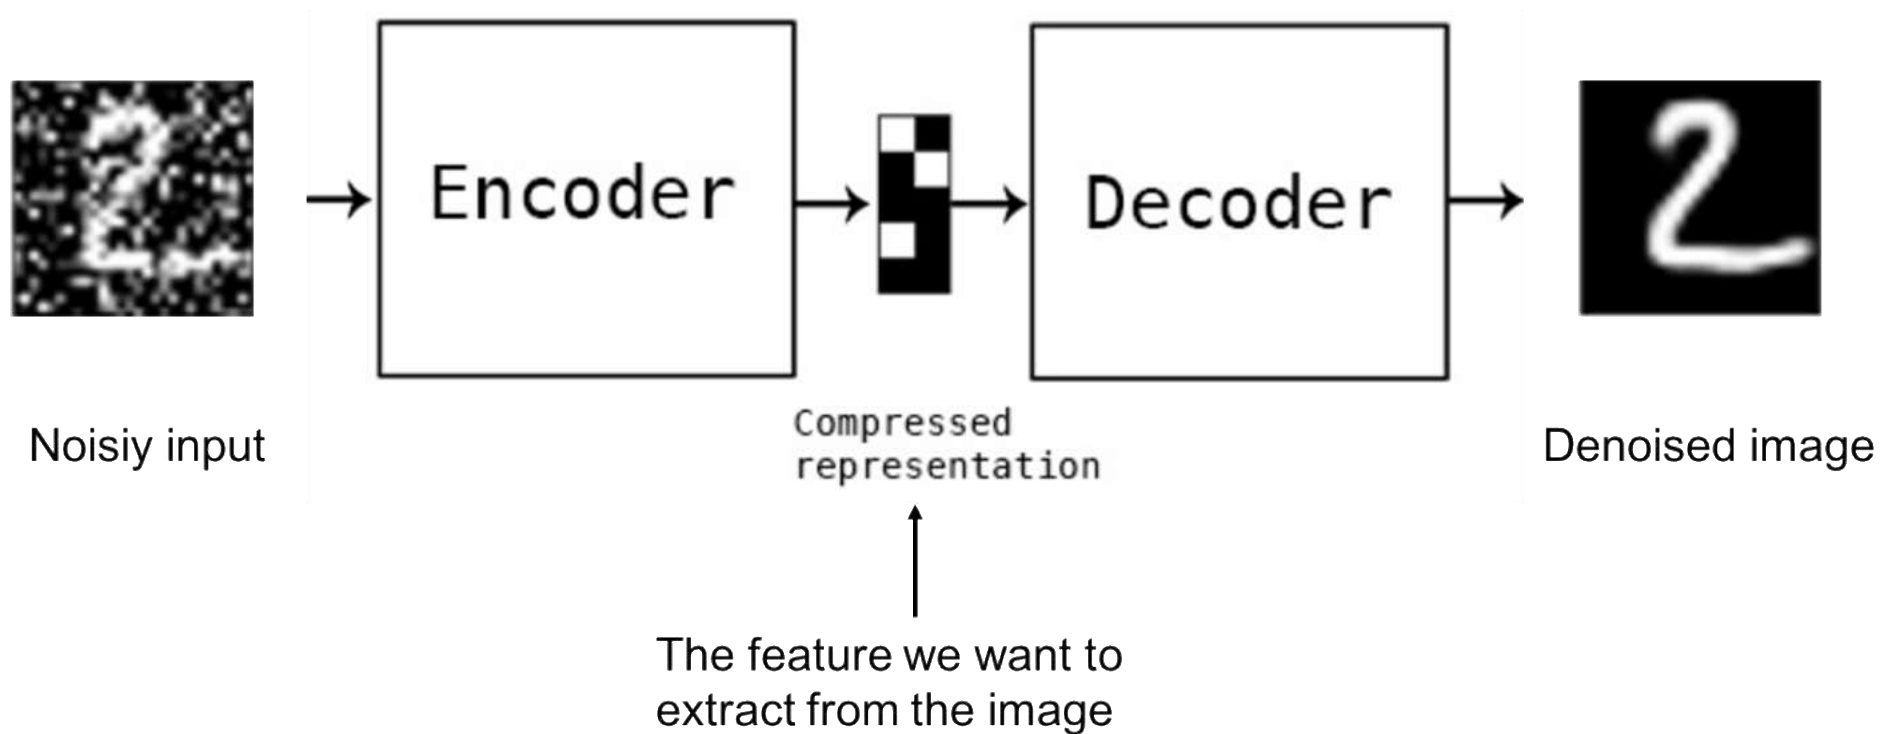 Encoder
Decoder
Compressed
representation
Noisiy input
Denoised image
The feature we want to
extract from the image